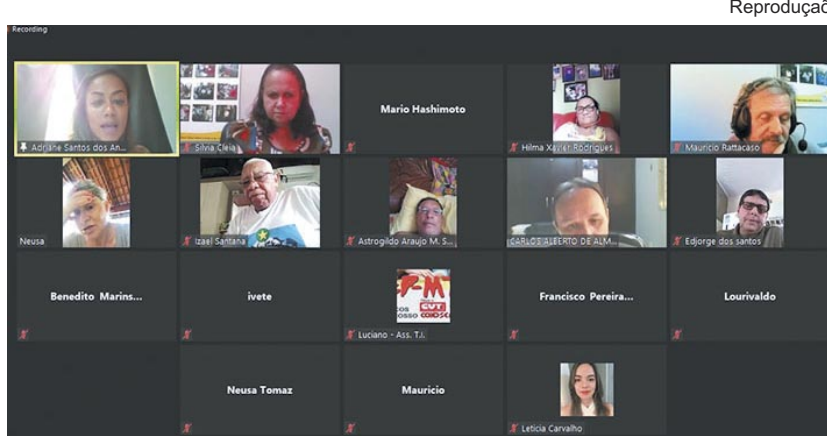 Reproduçaõ
Recording
Adriane Santos dos An...
Silvia Cleia
Mario Hashimoto
Hilma Xavier Rodrigues
Mauricio Rattacaso
Neusa
Izael Santana
Astrogildo Araujo M. S...
CARLOS ALEERTO DE ALM...
Edjorge dos santos
Benedito Marins...
ivete
P-M
CUT
Luciano - Ass. T.I.
Francisco Pereira...
Lourivaldo
Neusa Tomaz
Mauricio
Leticia Carvalho